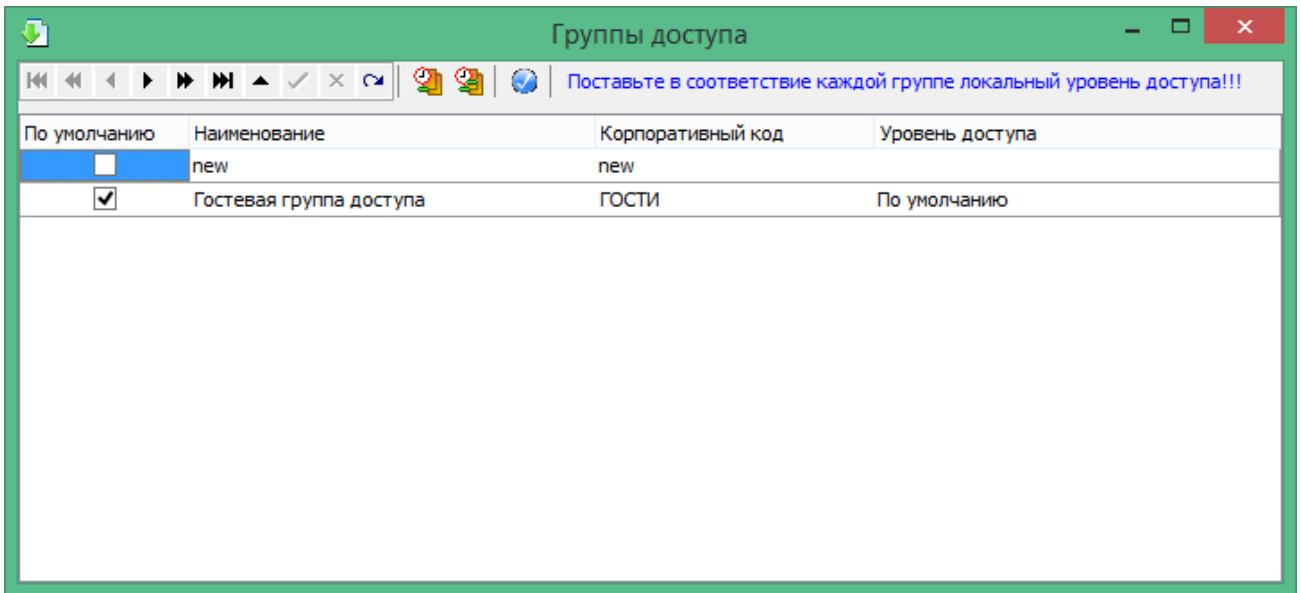 Группы доступа
Поставьте в соответствие каждой группе локальный уровень доступа!!!
По умолчанию Наименование Корпоративный код Уровень доступа
new new
Гостевая группа доступа ГОСТИ По умолчанию